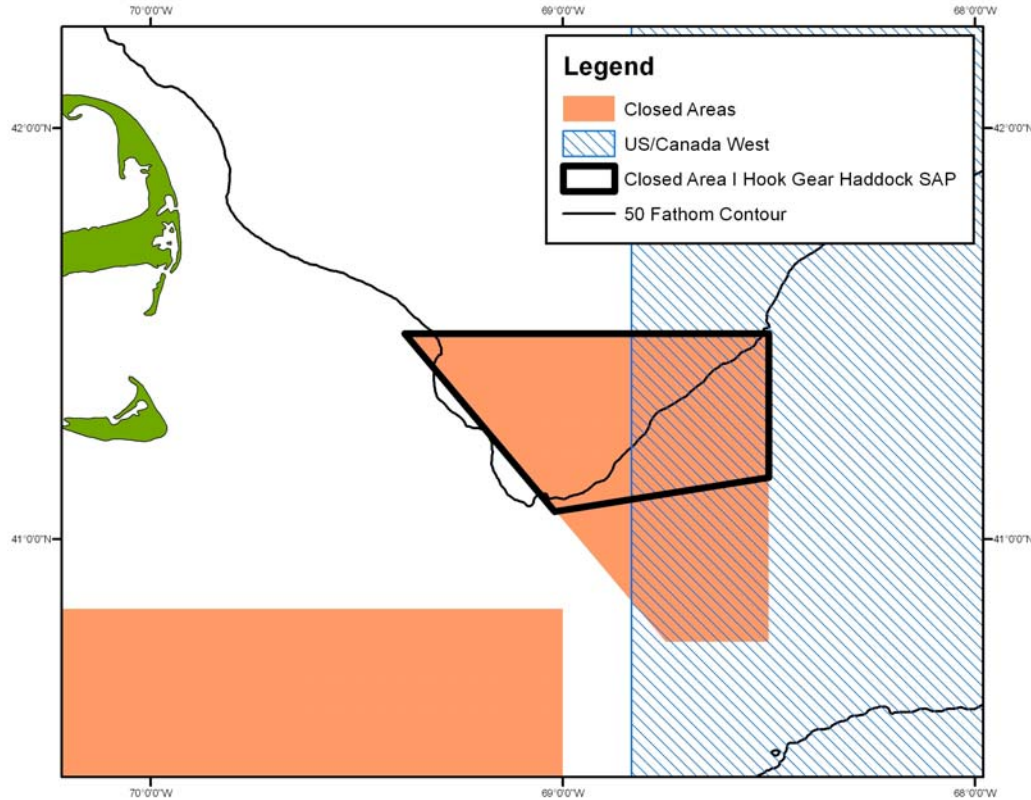 70°0'0"W 69°0'0"W 68°0'0"W
Legend
Closed Areas
42°0'0"N 42°0'0"N
US/Canada West
Closed Area I Hook Gear Haddock SAP
50 Fathom Contour
41°0'0"N 41°0'0"N
70°0'0"W 69°0'0"W 68°0'0"W